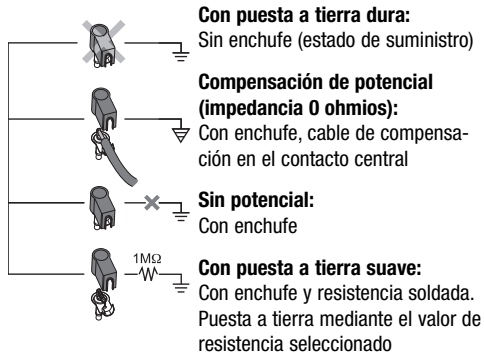 Con puesta a tierra dura:
Sin enchufe (estado de suministro)
Compensación de potencial
(impedancia 0 ohmios):
Con enchufe, cable de compensa-
ción en el contacto central
Sin potencial:
Con enchufe
1MΩ
Con puesta a tierra suave:
Con enchufe y resistencia soldada.
Puesta a tierra mediante el valor de
resistencia seleccionado